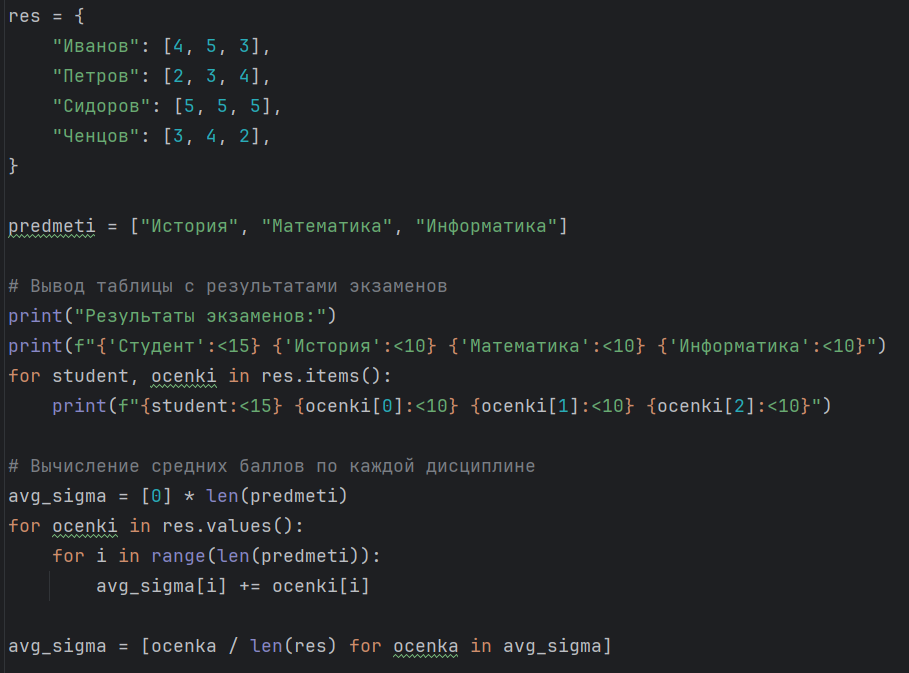 res = {
    "Иванов": [4, 5, 3],
    "Петров": [2, 3, 4],
    "Сидоров": [5, 5, 5],
    "Ченцов": [3, 4, 2],
}
predmeti = ["История", "Математика", "Информатика"]
# Вывод таблицы с результатами экзаменов
print("Результаты экзаменов:")
print(f"{'Студент':<15} {'История':<10} {'Математика':<10} {'Информатика':<10}")
for student, ocenki in res.items():
    print(f"{student:<15} {ocenki[0]:<10} {ocenki[1]:<10} {ocenki[2]:<10}")
# Вычисление средних баллов по каждой дисциплине
avg_sigma = [0] * len(predmeti)
for ocenki in res.values():
    for i in range(len(predmeti)):
        avg_sigma[i] += ocenki[i]
avg_sigma = [ocenka / len(res) for ocenka in avg_sigma]